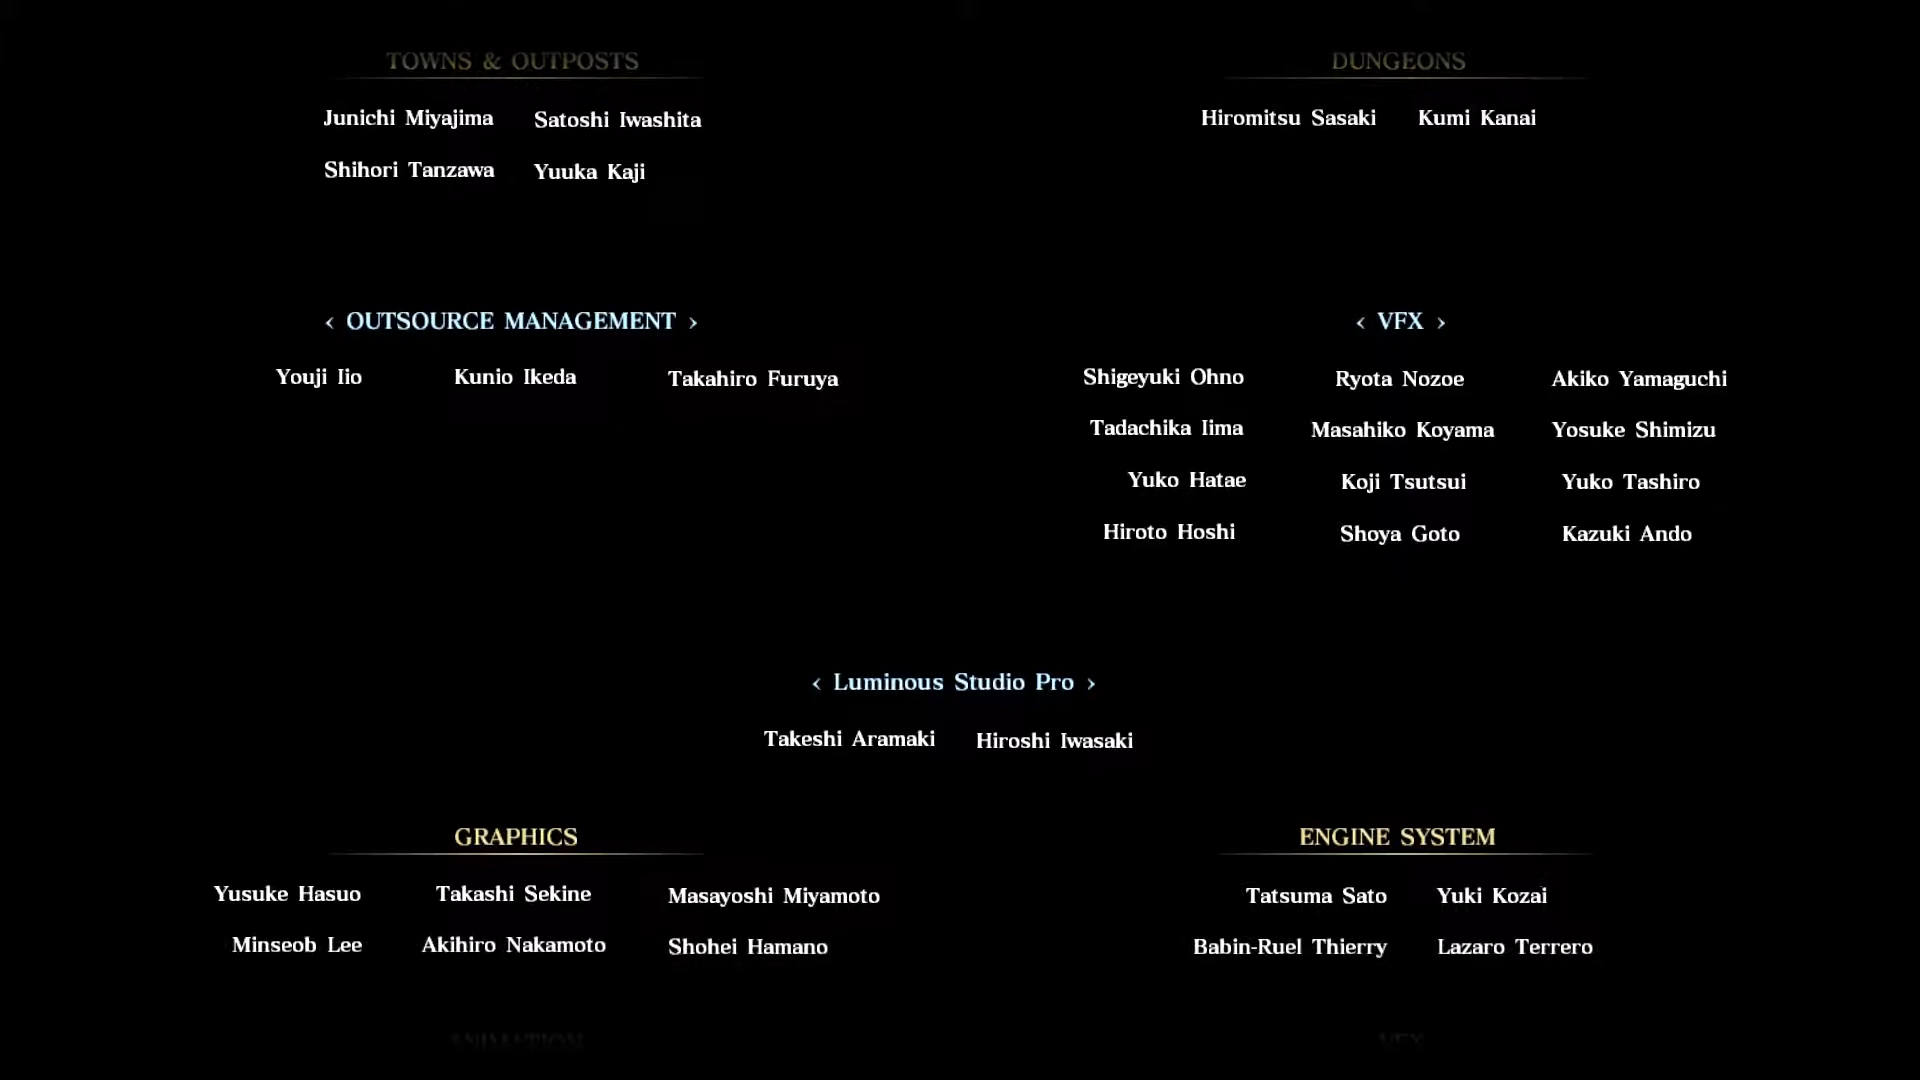 TOWNS & OUTPOSTS
Junichi Miyajima Satoshi Iwashita
Shihori Tanzawa Yuuka Kaji
DUNGEONS
Hiromitsu Sasaki Kumi Kanai
‹ OUTSOURCE MANAGEMENT ›
Youji Iio Kunio Ikeda Takahiro Furuya
‹ VFX ›
Shigeyuki Ohno Ryota Nozoe Akiko Yamaguchi
Tadachika Iima Masahiko Koyama Yosuke Shimizu
Yuko Hatae Koji Tsutsui Yuko Tashiro
Hiroto Hoshi Shoya Goto Kazuki Ando
‹ Luminous Studio Pro ›
Takeshi Aramaki Hiroshi Iwasaki
GRAPHICS
Yusuke Hasuo Takashi Sekine Masayoshi Miyamoto
Minseob Lee Akihiro Nakamoto Shohei Hamano
ENGINE SYSTEM
Tatsuma Sato Yuki Kozai
Babin-Ruel Thierry Lazaro Terrero
ANIMATION
VFX